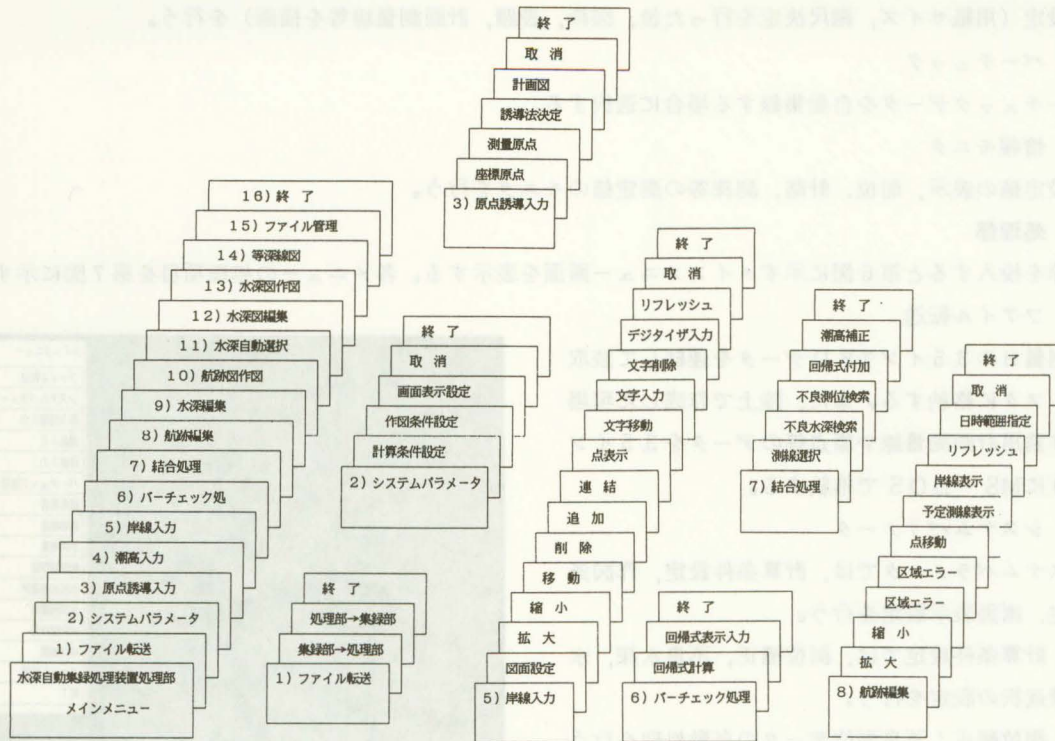 終 了
取 消
計画図
誘導法決定
測量原点
座標原点
3) 原点誘導入力
16) 終 了
15) ファイル管理
14) 等深線図
13) 水深図作図
12) 水深図編集
11) 水深自動選択
10) 航跡図作図
9) 水深編集
8) 航跡編集
7) 結合処理
6) バーチェック処
5) 岸線入力
4) 潮高入力
3) 原点誘導入力
2) システムパラメータ
1) ファイル転送
水深自動集録処理装置処理部
メインメニュー
終 了
取 消
画面表示設定
作図条件設定
計算条件設定
2) システムパラメータ
終 了
処理部→集録部
集録部→処理部
1) ファイル転送
終 了
取 消
リフレッシュ
デジタイザ入力
文字削除
文字入力
文字移動
点表示
連 結
追 加
削 除
移 動
縮 小
拡 大
図面設定
5) 岸線入力
終 了
回帰式表示入力
回帰式計算
6) バーチェック処理
終 了
潮高補正
回帰式付加
不良測位検索
不良水深検索
測線選択
7) 結合処理
終 了
取 消
日時範囲指定
リフレッシュ
岸線表示
予定測線表示
点移動
区域エラー
区域エラー
縮 小
拡 大
8) 航跡編集